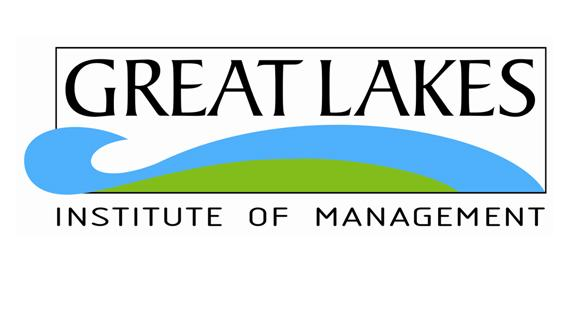 GREAT LAKES
INSTITUTE OF MANAGEMENT